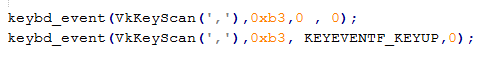 keybd_event(VkKeyScan(','),0xb3,0 , 0);
keybd_event(VkKeyScan(','),0xb3, KEYEVENTF_KEYUP,0);